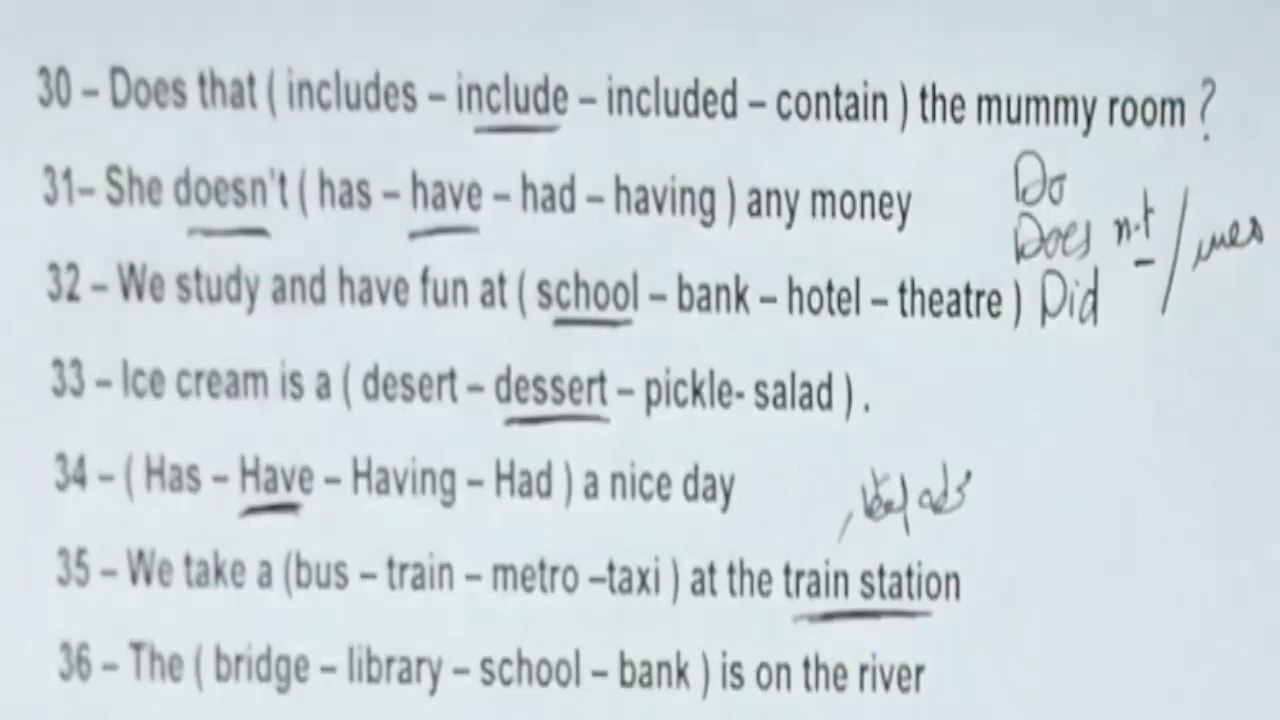 30 – Does that ( includes – include – included – contain ) the mummy room ?
31– She doesn't ( has – have – had – having ) any money
Do
Does n.t /
32 – We study and have fun at ( school – bank – hotel – theatre )
Did
33 – Ice cream is a ( desert – dessert – pickle- salad ) .
34 – ( Has – Have – Having – Had ) a nice day
35 – We take a (bus – train – metro –taxi ) at the train station
36 – The ( bridge – library – school – bank ) is on the river